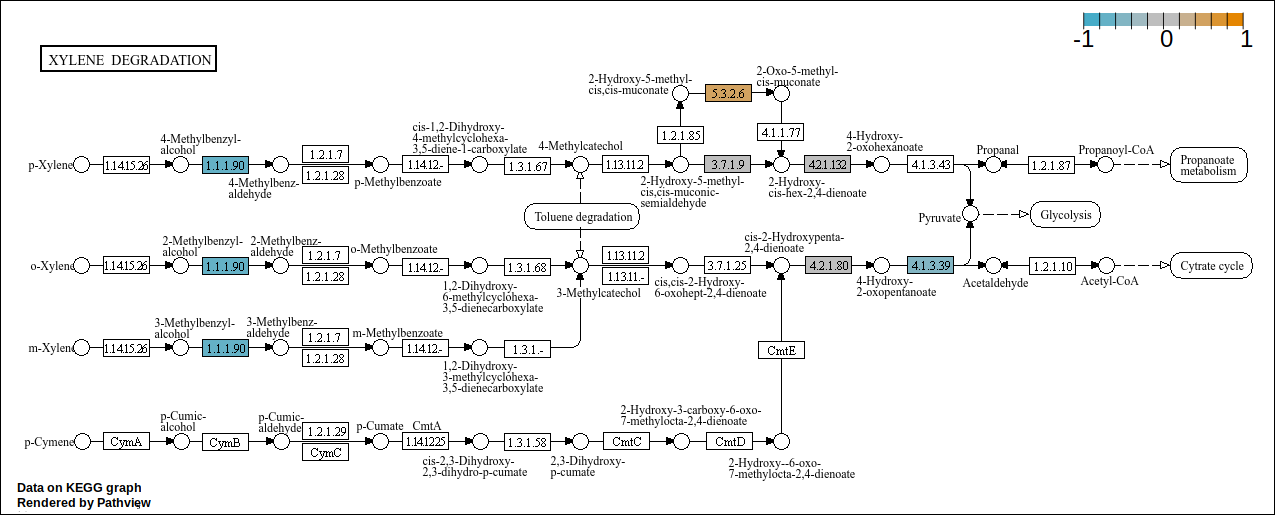 -1 0 1
XYLENE DEGRADATION
2-Hydroxy-5-methyl-
cis,cis-muconate
5.3.2.6
2-Oxo-5-methyl-
cis-muconate
1.2.1.85
4.1.1.77
p-Xylene
1.14.15.26
4-Methylbenzyl-
alcohol
1.1.1.90
4-Methylbenz-
aldehyde
1.2.1.7
1.2.1.28
p-Methylbenzoate
1.14.12.-
cis-1,2-Dihydroxy-
4-methylcyclohexa-
3,5-diene-1-carboxylate
1.3.1.67
4-Methylcatechol
1.13.11.2
2-Hydroxy-5-methyl-
cis,cis-muconic-
semialdehyde
3.7.1.9
2-Hydroxy-
cis-hex-2,4-dienoate
4.2.1.132
4-Hydroxy-
2-oxohexanoate
4.1.3.43
Propanal
1.2.1.87
Propanoyl-CoA
Propanoate
metabolism
Toluene degradation
Pyruvate
Glycolysis
o-Xylene
1.14.15.26
2-Methylbenzyl-
alcohol
1.1.1.90
2-Methylbenz-
aldehyde
1.2.1.7
1.2.1.28
o-Methylbenzoate
1.14.12.-
1,2-Dihydroxy-
6-methylcyclohexa-
3,5-dienecarboxylate
1.3.1.68
3-Methylcatechol
1.13.11.2
1.13.11.-
cis,cis-2-Hydroxy-
6-oxohept-2,4-dienoate
3.7.1.25
cis-2-Hydroxypenta-
2,4-dienoate
4.2.1.80
4-Hydroxy-
2-oxopentanoate
4.1.3.39
Acetaldehyde
1.2.1.10
Acetyl-CoA
Cytrate cycle
m-Xylene
1.14.15.26
3-Methylbenzyl-
alcohol
1.1.1.90
3-Methylbenz-
aldehyde
1.2.1.7
1.2.1.28
m-Methylbenzoate
1.14.12.-
1,2-Dihydroxy-
3-methylcyclohexa-
3,5-dienecarboxylate
1.3.1.-
CmtE
p-Cymene
CymA
p-Cumic-
alcohol
CymB
p-Cumic-
aldehyde
1.2.1.29
CymC
p-Cumate
CmtA
1.14.12.25
cis-2,3-Dihydroxy-
2,3-dihydro-p-cumate
1.3.1.58
2,3-Dihydroxy-
p-cumate
CmtC
2-Hydroxy-3-carboxy-6-oxo-
7-methylocta-2,4-dienoate
CmtD
2-Hydroxy--6-oxo-
7-methylocta-2,4-dienoate
Data on KEGG graph
Rendered by Pathview